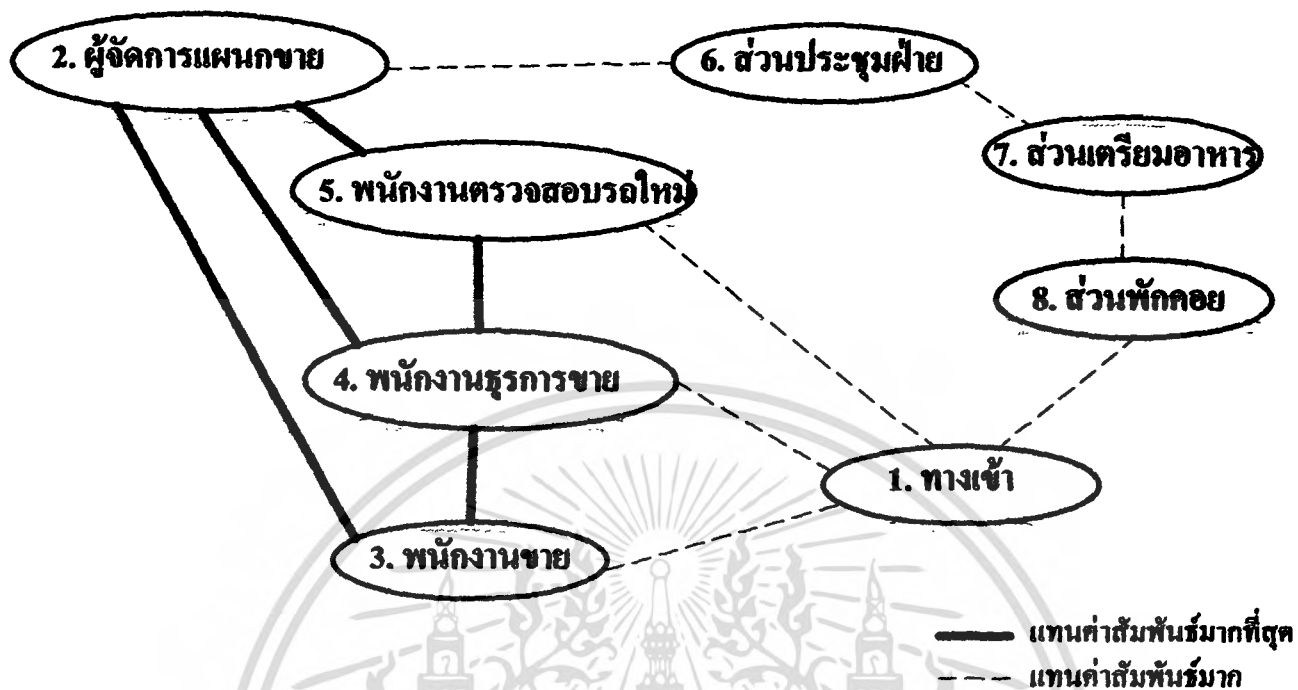 2. ผู้จัดการแผนกขาย
6. ส่วนประชุมฝ่าย
7. ส่วนเตรียมอาหาร
5. พนักงานตรวจสอบรถใหม่
8. ส่วนพักคอย
4. พนักงานธุรการขาย
1. ทางเข้า
3. พนักงานขาย
แทนค่าสัมพันธ์มากที่สุด
แทนค่าสัมพันธ์มาก